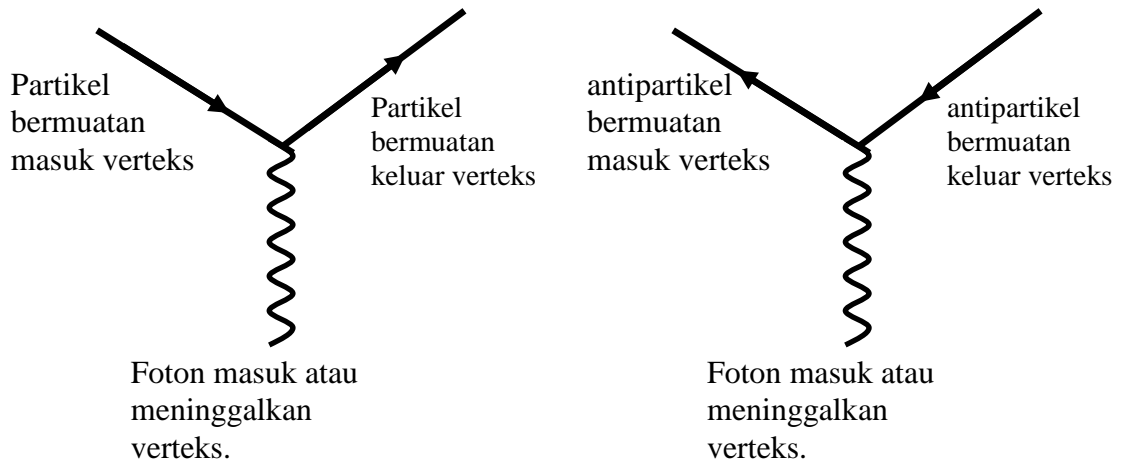 Partikel
bermuatan
masuk verteks
Partikel
bermuatan
keluar verteks
Foton masuk atau
meninggalkan
verteks.
antipartikel
bermuatan
masuk verteks
antipartikel
bermuatan
keluar verteks
Foton masuk atau
meninggalkan
verteks.